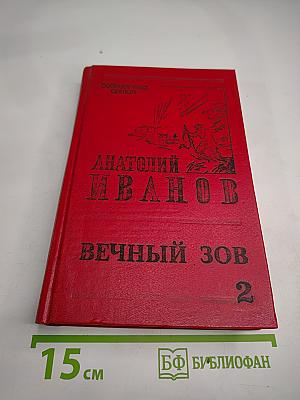 АНАТОЛИЙ
ИВАНОВ
ВЕЧНЫЙ ЗОВ
2
15 см
БФ БИБЛИОФАН